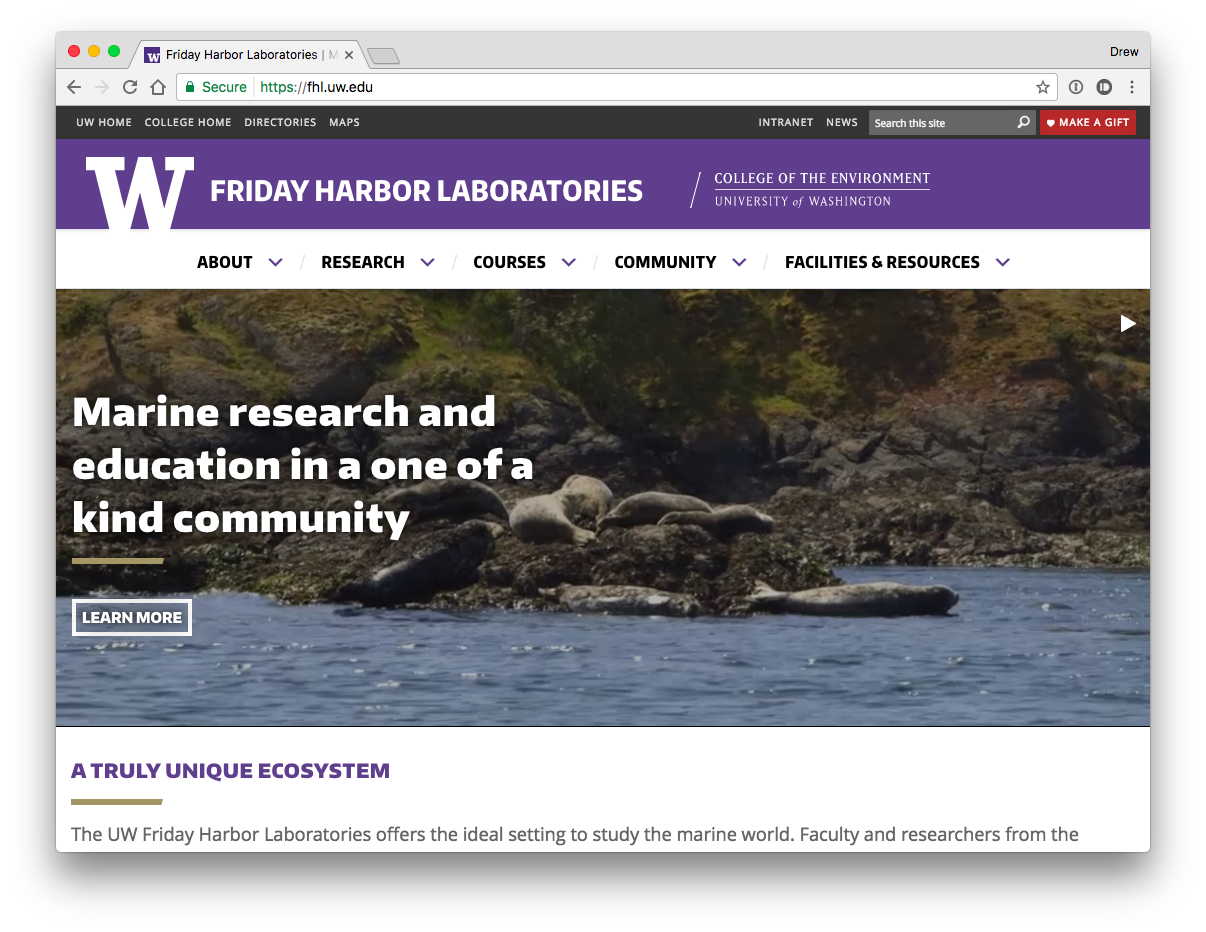 Friday Harbor Laboratories | M
Drew
Secure https://fhl.uw.edu
UW HOME COLLEGE HOME DIRECTORIES MAPS INTRANET NEWS Search this site MAKE A GIFT
W FRIDAY HARBOR LABORATORIES
COLLEGE OF THE ENVIRONMENT
UNIVERSITY of WASHINGTON
ABOUT / RESEARCH / COURSES / COMMUNITY / FACILITIES & RESOURCES
Marine research and
education in a one of a
kind community
LEARN MORE
A TRULY UNIQUE ECOSYSTEM
The UW Friday Harbor Laboratories offers the ideal setting to study the marine world. Faculty and researchers from the